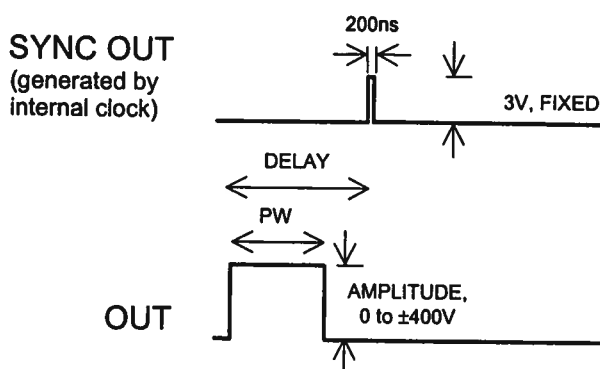 200ns
SYNC OUT
(generated by
internal clock)
3V, FIXED
DELAY
PW
AMPLITUDE,
0 to ±400V
OUT